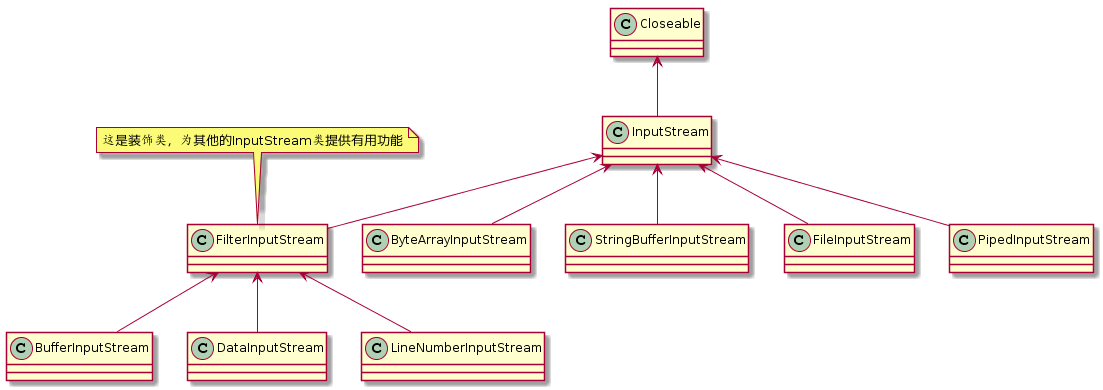 C Closeable
C InputStream
这是装饰类，为其他的InputStream类提供有用功能
C FilterInputStream
C ByteArrayInputStream
C StringBufferInputStream
C FileInputStream
C PipedInputStream
C BufferInputStream
C DataInputStream
C LineNumberInputStream